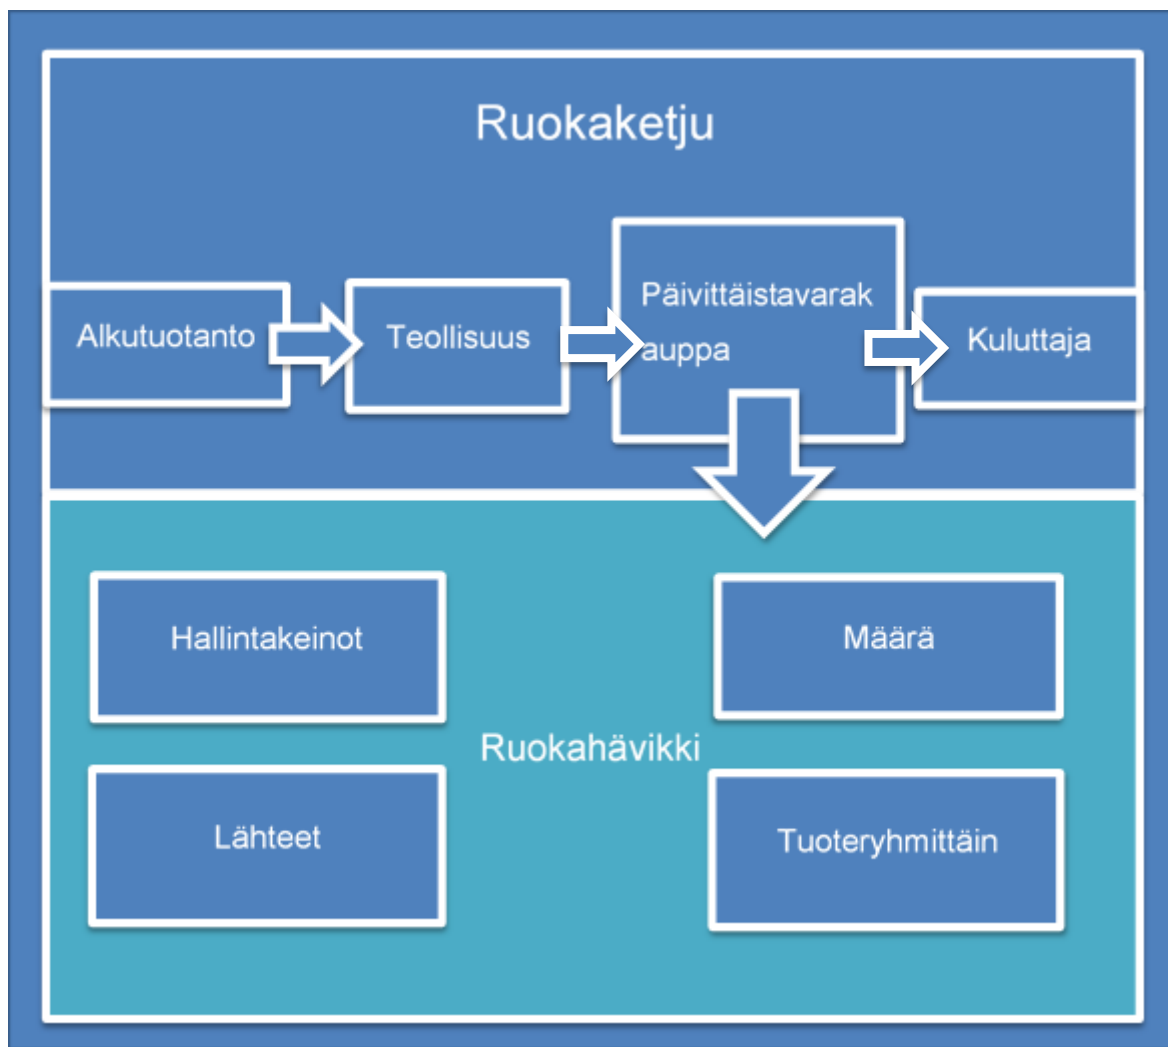 Ruokaketju
Alkutuotanto
Teollisuus
Päivittäistavarak
auppa
Kuluttaja
Hallintakeinot
Määrä
Ruokahävikki
Lähteet
Tuoteryhmittäin